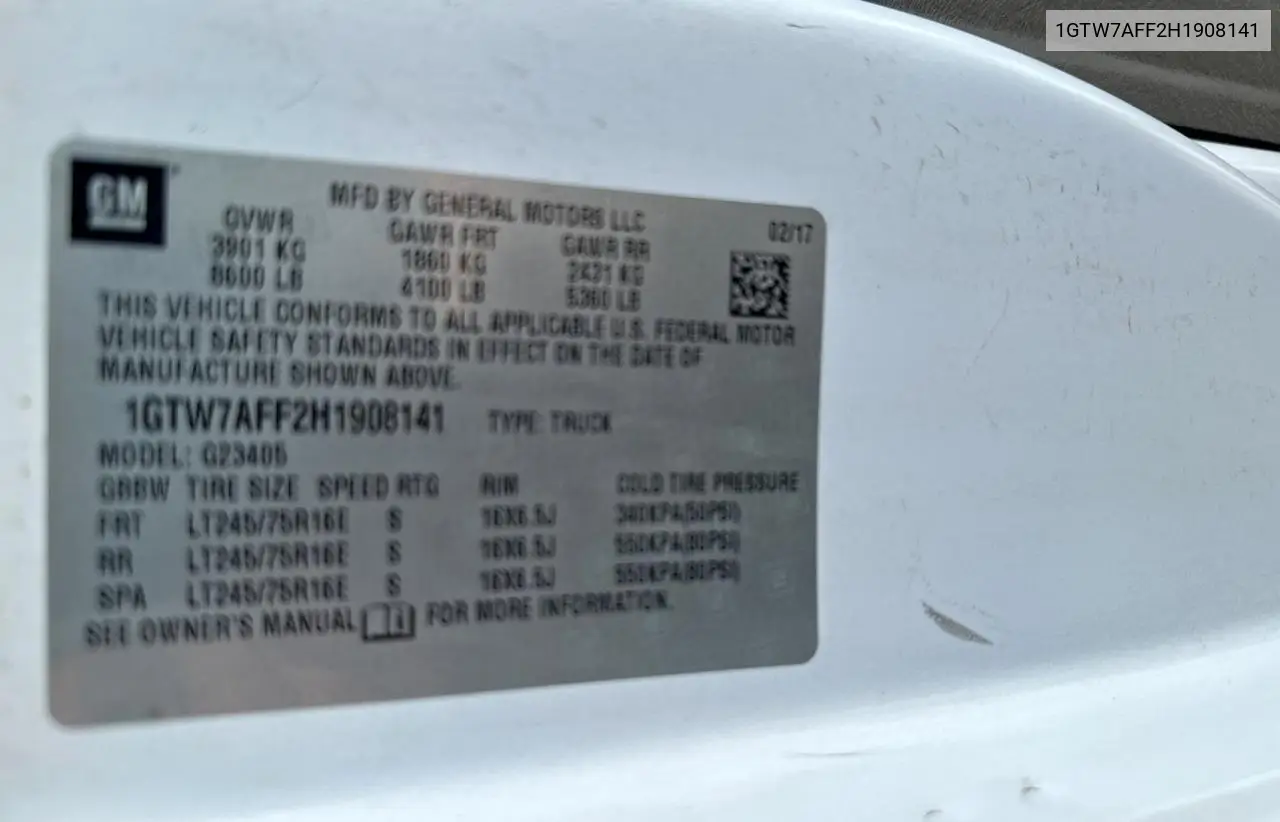 1GTW7AFF2H1908141
GM
MFD BY GENERAL MOTORS LLC
02/17
GVWR GAWR FRT GAWR RR
3901 KG 1860 KG 2431 KG
8600 LB 4100 LB 5360 LB
THIS VEHICLE CONFORMS TO ALL APPLICABLE U.S. FEDERAL MOTOR
VEHICLE SAFETY STANDARDS IN EFFECT ON THE DATE OF
MANUFACTURE SHOWN ABOVE.
1GTW7AFF2H1908141 TYPE: TRUCK
MODEL: G23405
TIRE SIZE SPEED RTG RIM COLD TIRE PRESSURE
FRT LT245/75R16E S 16X6.5J 340KPA(50PSI)
RR LT245/75R16E S 16X6.5J 550KPA(80PSI)
SPA LT245/75R16E S 16X6.5J 550KPA(80PSI)
SEE OWNER'S MANUAL FOR MORE INFORMATION.